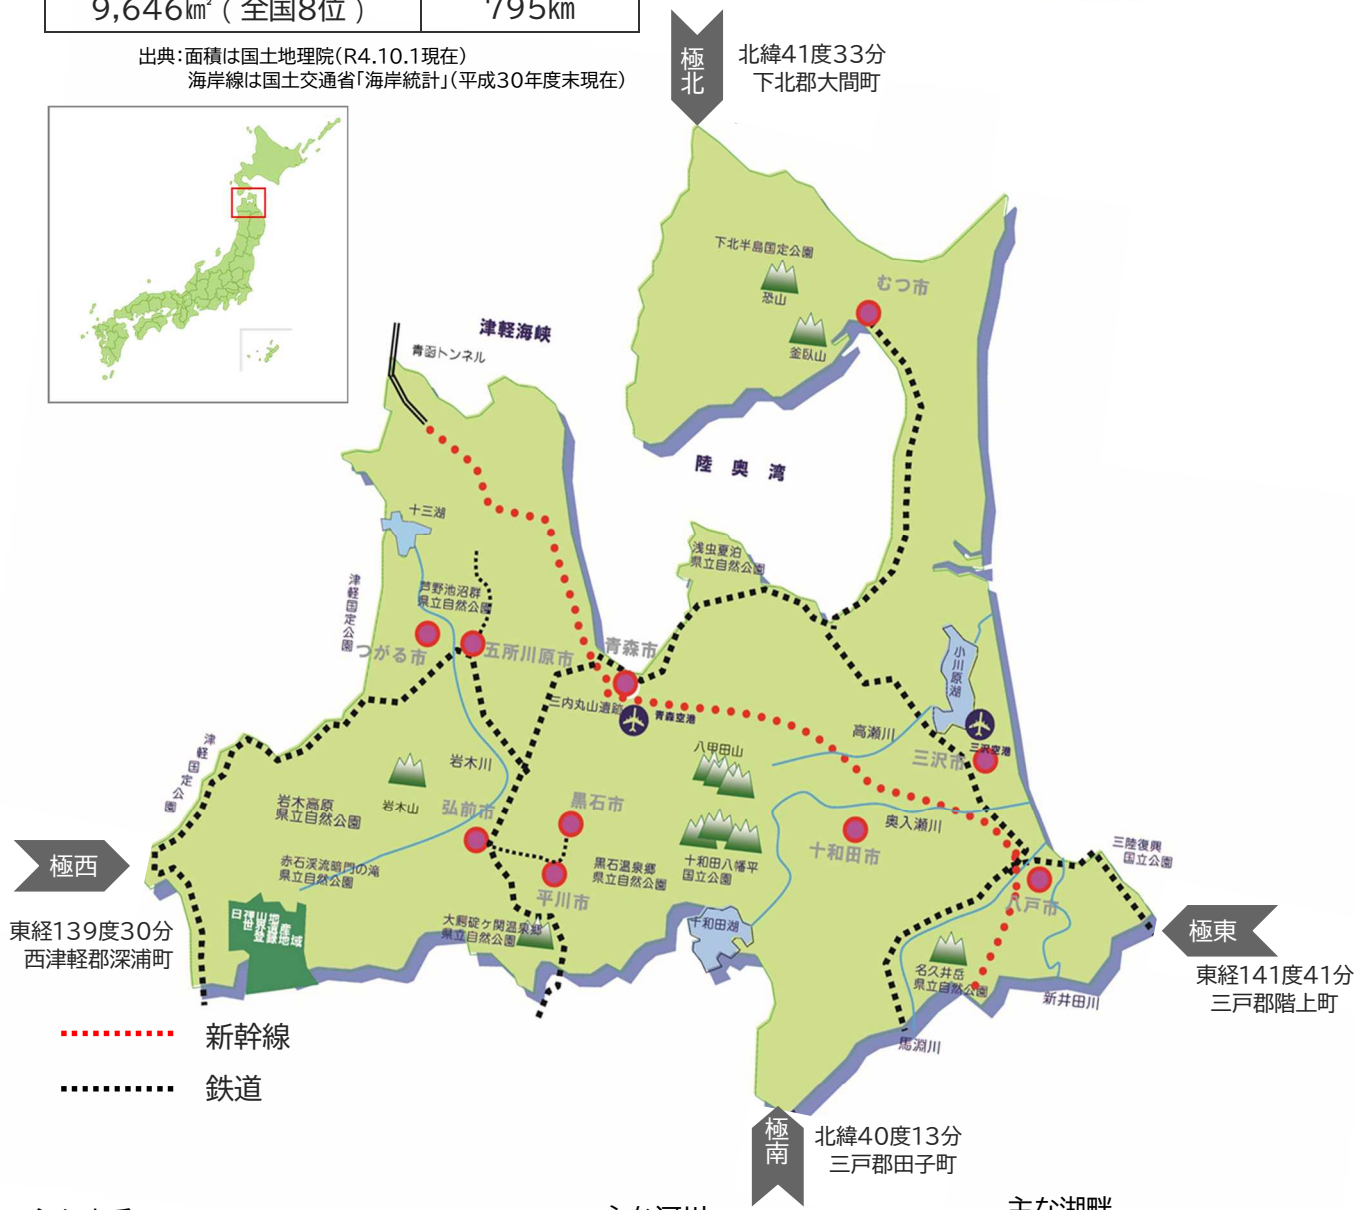 9,646㎢ ( 全国8位 )
795㎞
出典：面積は国土地理院(R4.10.1現在)
海岸線は国土交通省「海岸統計」(平成30年度末現在)
極北
北緯41度33分
下北郡大間町
下北半島国定公園
恐山
むつ市
釜臥山
津軽海峡
青函トンネル
陸奥湾
十三湖
浅虫夏泊
県立自然公園
津軽国定公園
芦野池沼群
県立自然公園
つがる市
五所川原市
青森市
三内丸山遺跡
青森空港
小川原湖
高瀬川
三沢空港
三沢市
八甲田山
津軽国定公園
岩木川
岩木山
岩木高原
県立自然公園
弘前市
黒石市
奥入瀬川
十和田市
三陸復興
国立公園
極西
東経139度30分
西津軽郡深浦町
赤石渓流暗門の滝
県立自然公園
黒石温泉郷
県立自然公園
十和田八幡平
国立公園
平川市
八戸市
白神山地
世界遺産
登録地域
大鰐碇ケ関温泉郷
県立自然公園
十和田湖
極東
東経141度41分
三戸郡階上町
名久井岳
県立自然公園
新井田川
馬淵川
新幹線
鉄道
極南
北緯40度13分
三戸郡田子町
主な湖畔